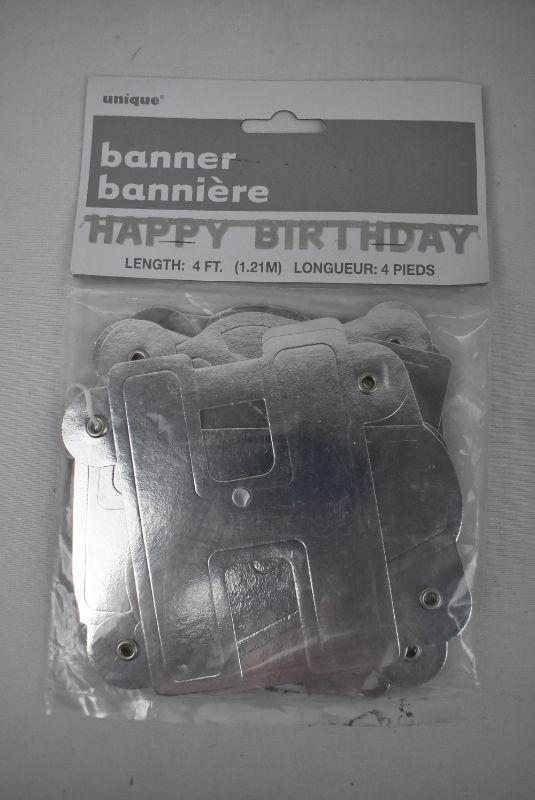 unique®
banner
bannière
HAPPY BIRTHDAY
LENGTH: 4 FT. (1.21M) LONGUEUR: 4 PIEDS